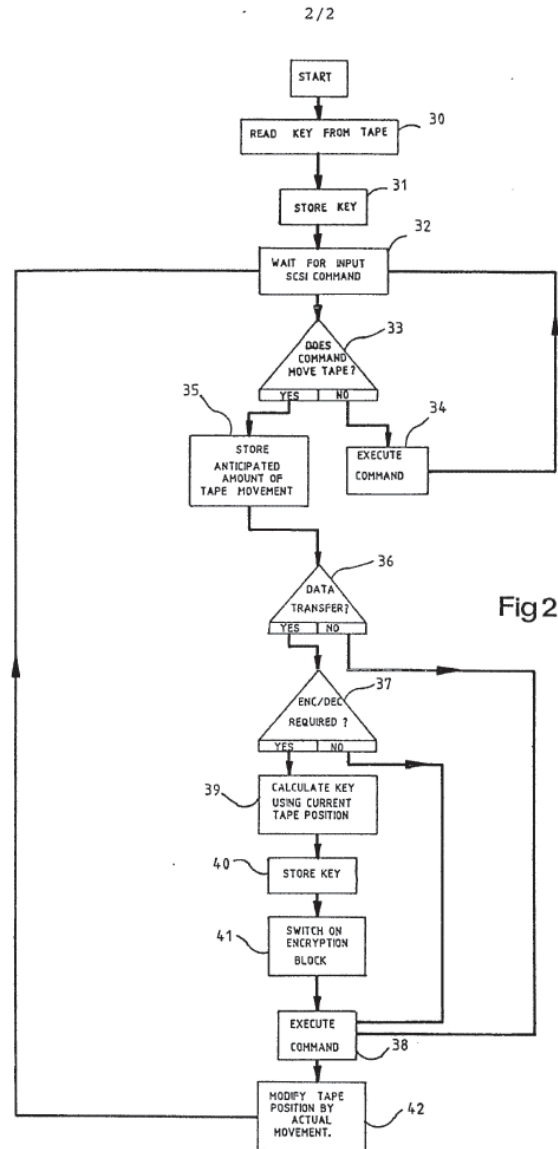 2/2
START
READ KEY FROM TAPE
30
STORE KEY
31
WAIT FOR INPUT
SCSI COMMAND
32
DOES
COMMAND
MOVE TAPE?
33
YES NO
35
STORE
ANTICIPATED
AMOUNT OF
TAPE MOVEMENT
34
EXECUTE
COMMAND
36
DATA
TRANSFER?
YES NO
Fig 2
37
ENC/DEC
REQUIRED ?
YES NO
39
CALCULATE KEY
USING CURRENT
TAPE POSITION
40
STORE KEY
41
SWITCH ON
ENCRYPTION
BLOCK
EXECUTE
COMMAND
38
MODIFY TAPE
POSITION BY
ACTUAL
MOVEMENT.
42